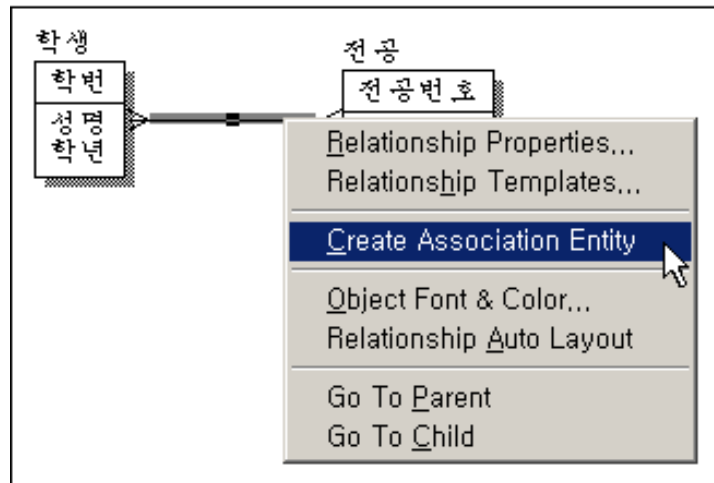 학생
학번
성명
학년
전공
전공번호
Relationship Properties...
Relationship Templates...
Create Association Entity
Object Font & Color...
Relationship Auto Layout
Go To Parent
Go To Child